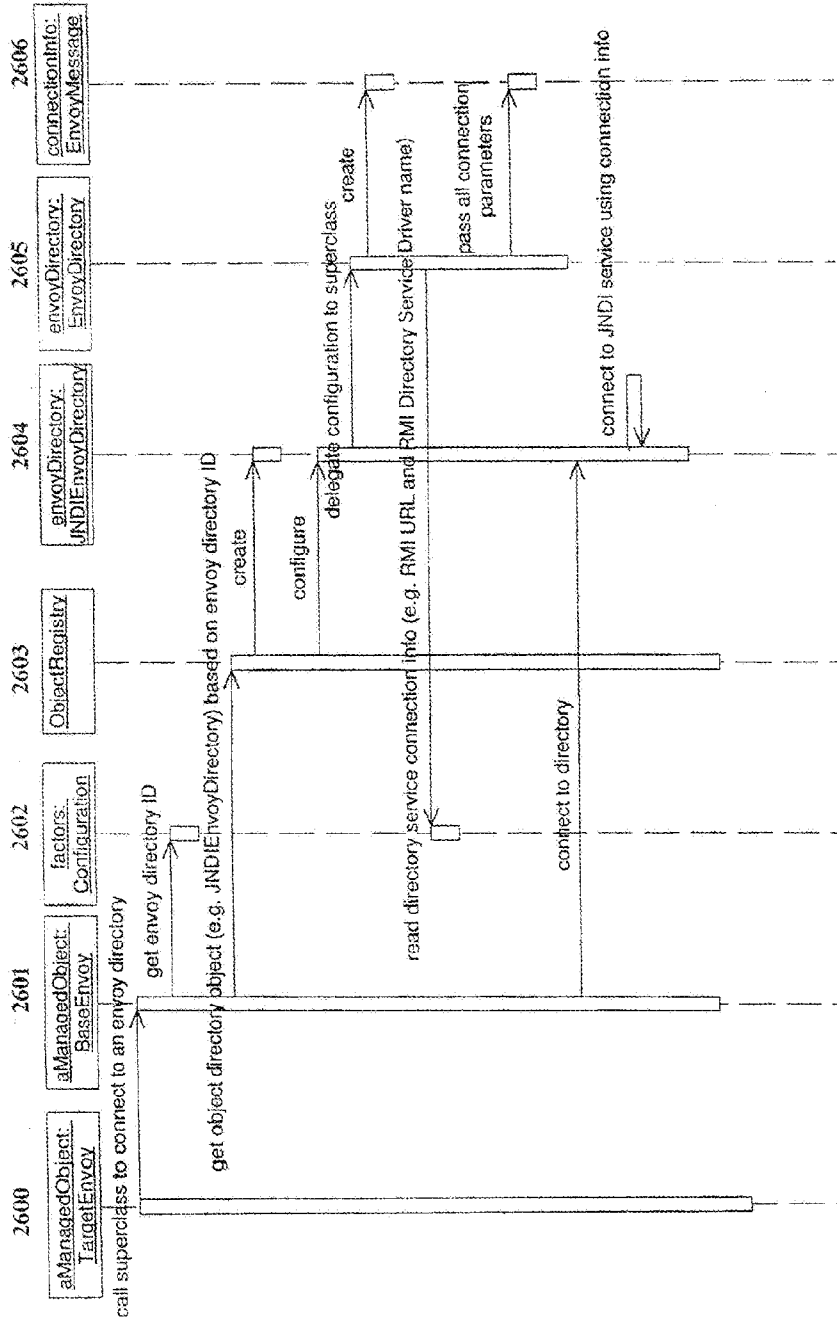 2600
2601
2602
2603
2604
2605
2606
aManagedObject:
TargetEnvoy
aManagedObject:
BaseEnvoy
factors:
Configuration
ObjectRegistry
envoyDirectory:
JNDIEnvoyDirectory
envoyDirectory:
EnvoyDirectory
connectionInfo:
EnvoyMessage
call superclass to connect to an envoy directory
get envoy directory ID
get object directory object (e.g. JNDIEnvoyDirectory) based on envoy directory ID
create
configure
delegate configuration to superclass
create
read directory service connection info (e.g. RMI URL and RMI Directory Service Driver name)
pass all connection
parameters
connect to directory
connect to JNDI service using connection info